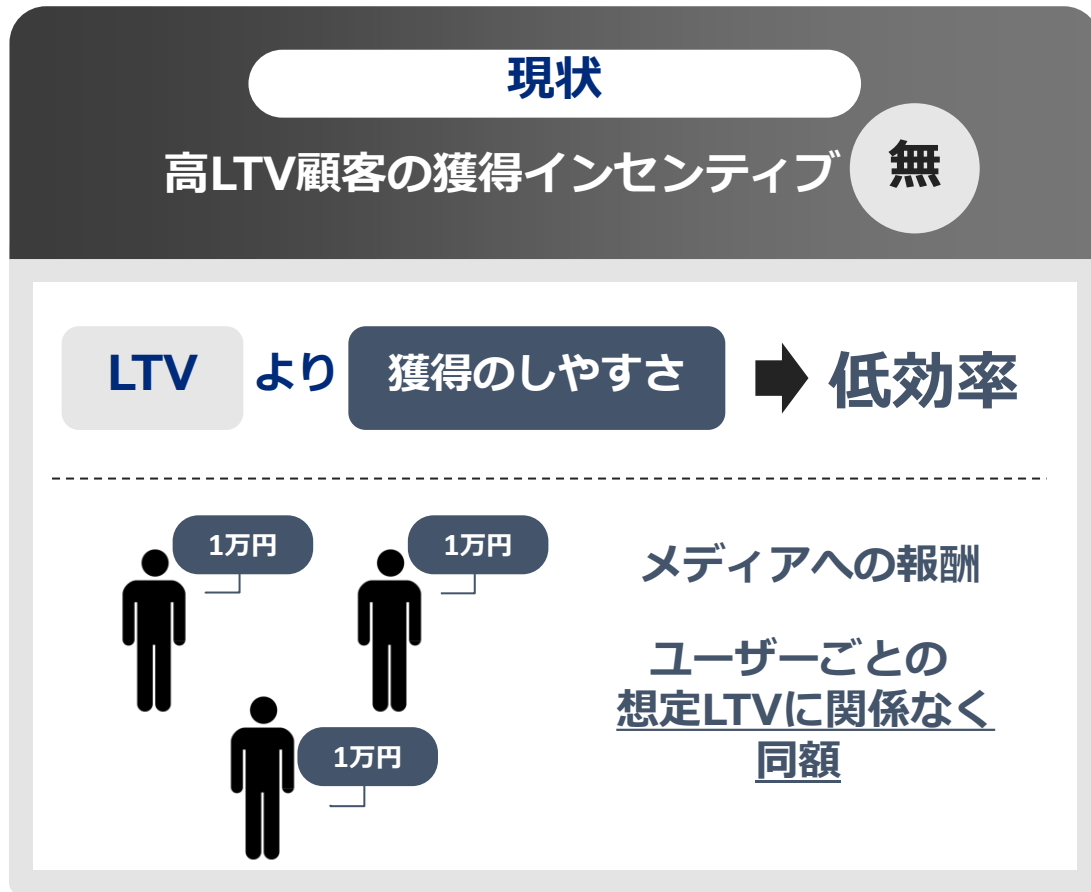 現状
高LTV顧客の獲得インセンティブ 無
LTV より 獲得のしやすさ 低効率
1万円 1万円
1万円
メディアへの報酬
ユーザーごとの
想定LTVに関係なく
同額